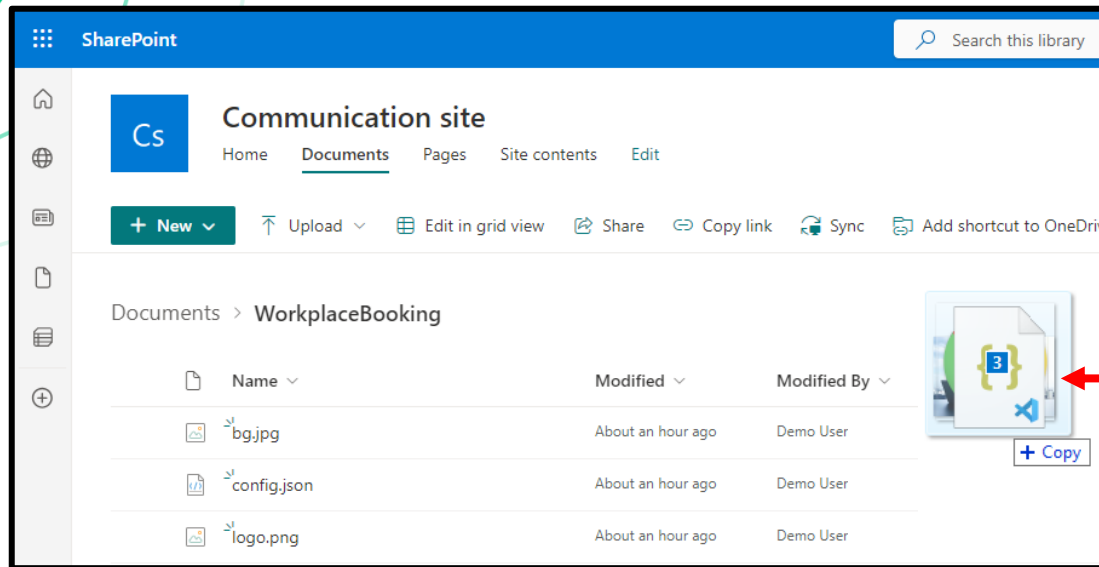 SharePoint
Search this library
Cs
Communication site
Home Documents Pages Site contents Edit
+ New Upload Edit in grid view Share Copy link Sync Add shortcut to OneDri
Documents > WorkplaceBooking
Name Modified Modified By
bg.jpg About an hour ago Demo User
config.json About an hour ago Demo User
logo.png About an hour ago Demo User
{3}
+ Copy